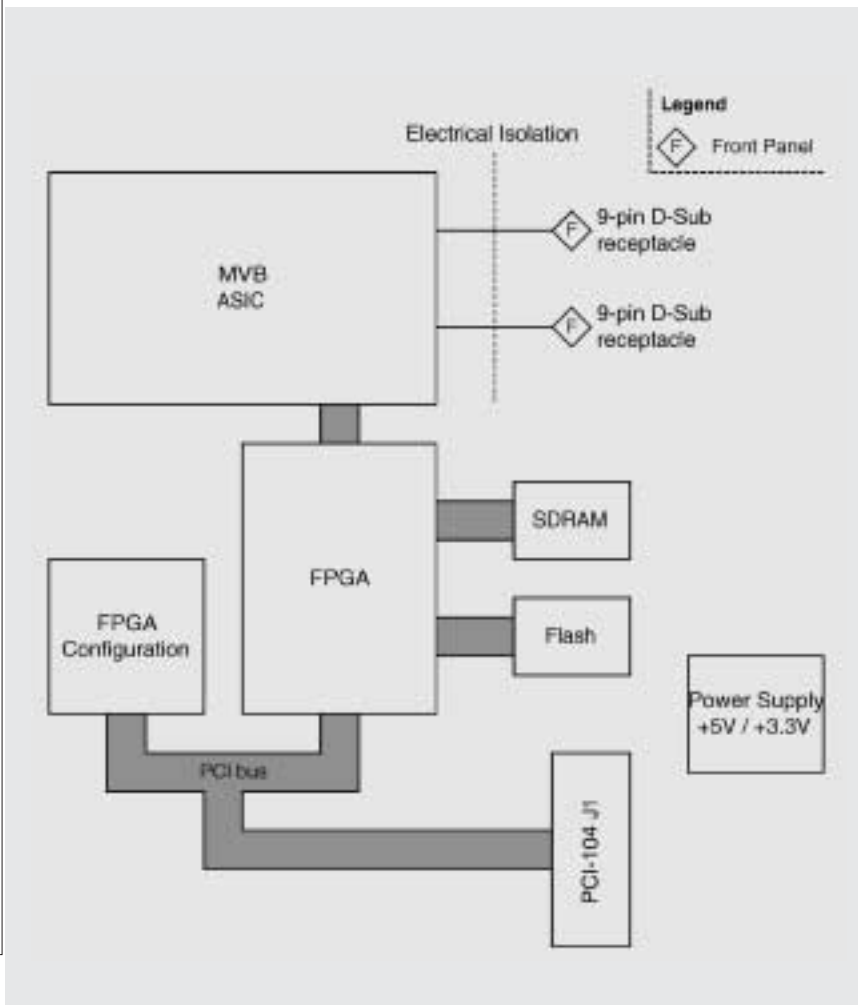 Legend
F
Front Panel
Electrical Isolation
F
9-pin D-Sub
receptacle
MVB
ASIC
F
9-pin D-Sub
receptacle
SDRAM
FPGA
FPGA
Configuration
Flash
Power Supply
+5V / +3.3V
PCI bus
PCI-104 J1